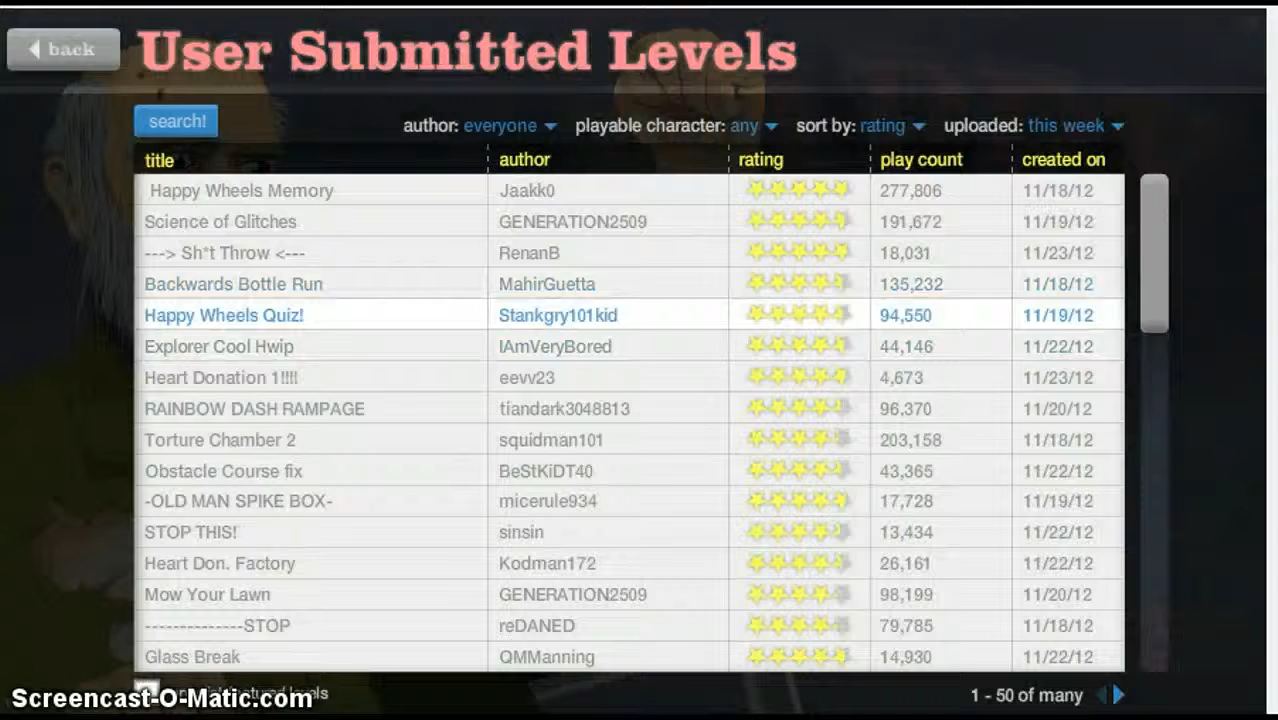 back User Submitted Levels
search! author: everyone playable character: any sort by: rating uploaded: this week
title author rating play count created on
Happy Wheels Memory Jaakk0 277,806 11/18/12
Science of Glitches GENERATION2509 191,672 11/19/12
---> Sh*t Throw <--- RenanB 18,031 11/23/12
Backwards Bottle Run MahirGuetta 135,232 11/18/12
Happy Wheels Quiz! Stankgry101kid 94,550 11/19/12
Explorer Cool Hwip IAmVeryBored 44,146 11/22/12
Heart Donation 1!!!! eevv23 4,673 11/23/12
RAINBOW DASH RAMPAGE tiandark3048813 96,370 11/20/12
Torture Chamber 2 squidman101 203,158 11/18/12
Obstacle Course fix BeStKiDT40 43,365 11/22/12
-OLD MAN SPIKE BOX- micerule934 17,728 11/19/12
STOP THIS! sinsin 13,434 11/22/12
Heart Don. Factory Kodman172 26,161 11/22/12
Mow Your Lawn GENERATION2509 98,199 11/20/12
--------------STOP reDANED 79,785 11/18/12
Glass Break QMManning 14,930 11/22/12
levels 1 - 50 of many
Screencast-O-Matic.com